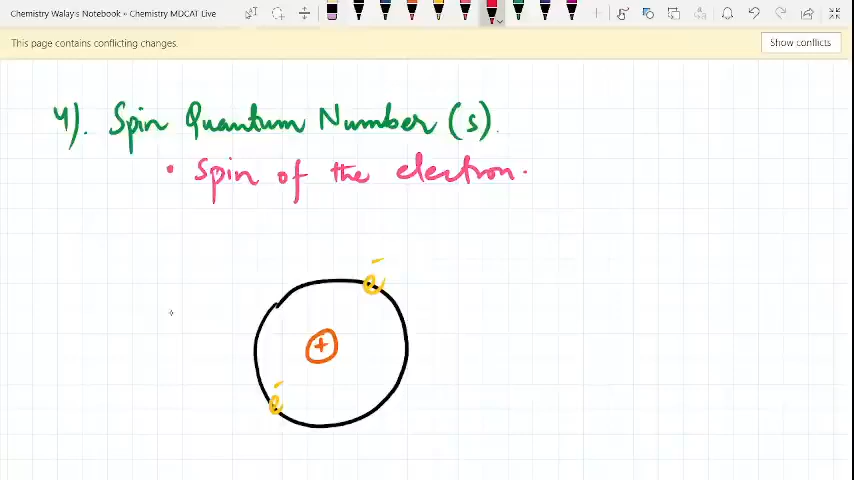 Chemistry Walay's Notebook » Chemistry MDCAT Live
This page contains conflicting changes.
Show conflicts
4). Spin Quantum Number (s).
• Spin of the electron.
e⁻
+
e⁻